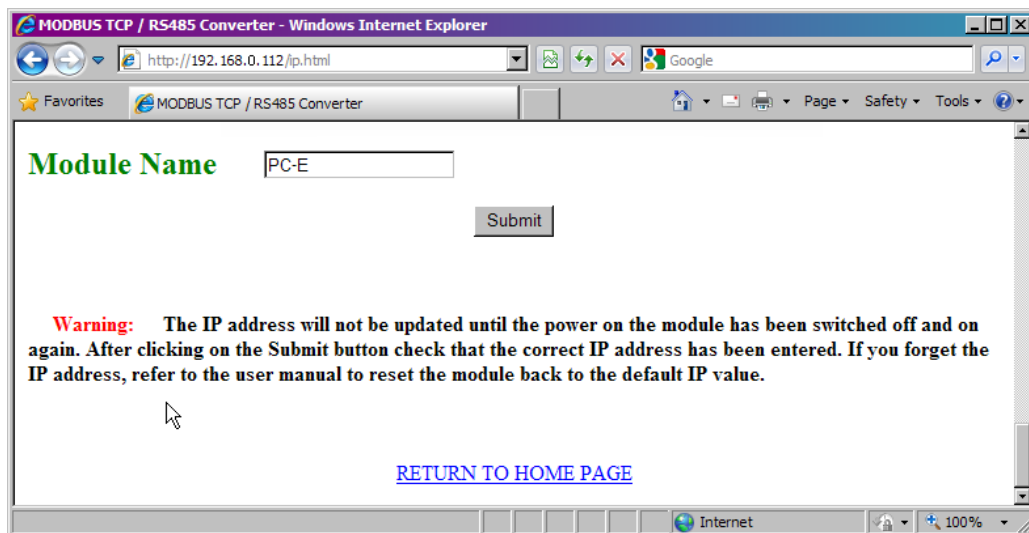 MODBUS TCP / RS485 Converter - Windows Internet Explorer
http://192.168.0.112/ip.html
Google
Favorites
MODBUS TCP / RS485 Converter
Page
Safety
Tools
Module Name
PC-E
Submit
Warning: The IP address will not be updated until the power on the module has been switched off and on
again. After clicking on the Submit button check that the correct IP address has been entered. If you forget the
IP address, refer to the user manual to reset the module back to the default IP value.
RETURN TO HOME PAGE
Internet
100%